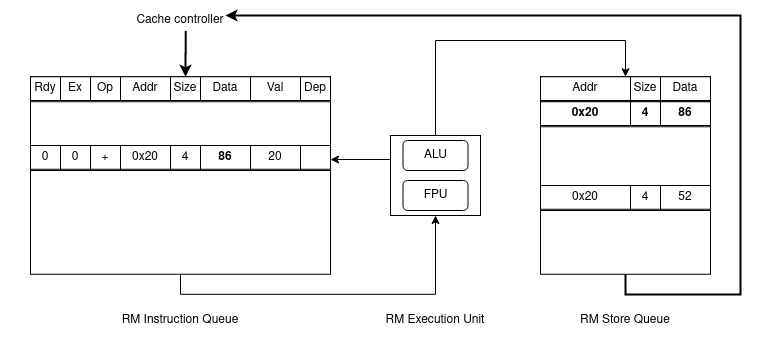 Cache controller
Rdy Ex Op Addr Size Data Val Dep
0 0 + 0x20 4 86 20
ALU
FPU
Addr Size Data
0x20 4 86
0x20 4 52
RM Instruction Queue
RM Execution Unit
RM Store Queue